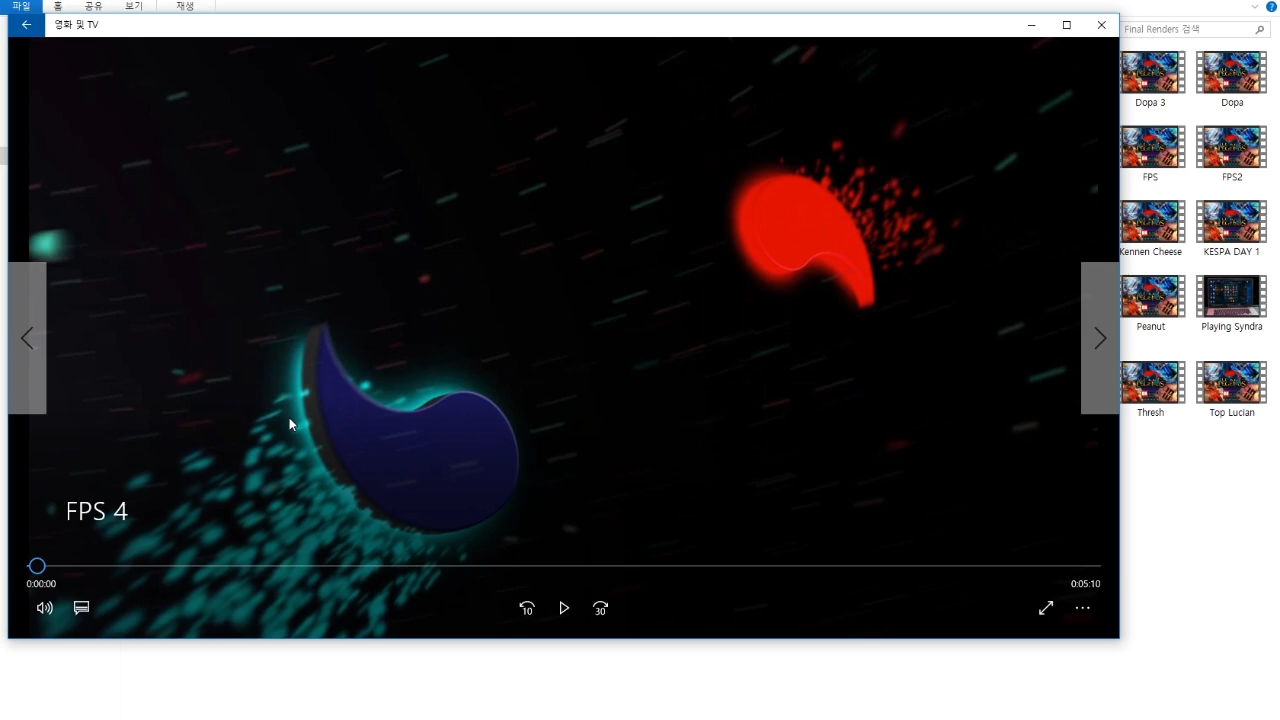 파일 홈 공유 보기 재생
영화 및 TV
Final Renders 검색
Dopa 3 Dopa
FPS FPS2
Kennen Cheese KESPA DAY 1
Peanut Playing Syndra
Thresh Top Lucian
FPS 4
0:00:00 0:05:10
10 30